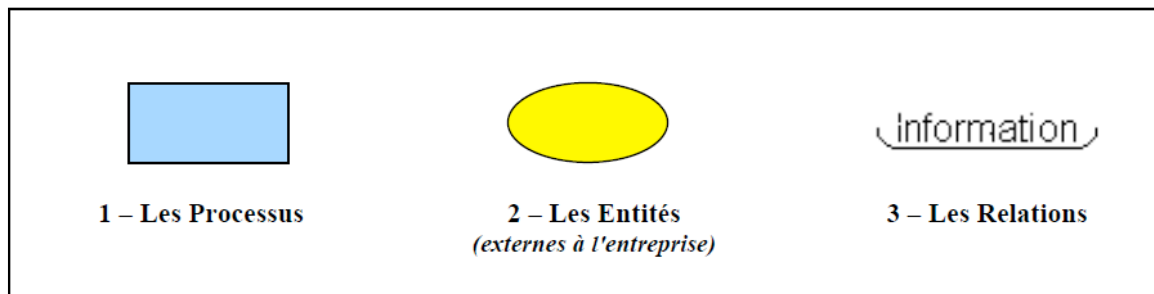 Information
1 – Les Processus
2 – Les Entités
(externes à l'entreprise)
3 – Les Relations